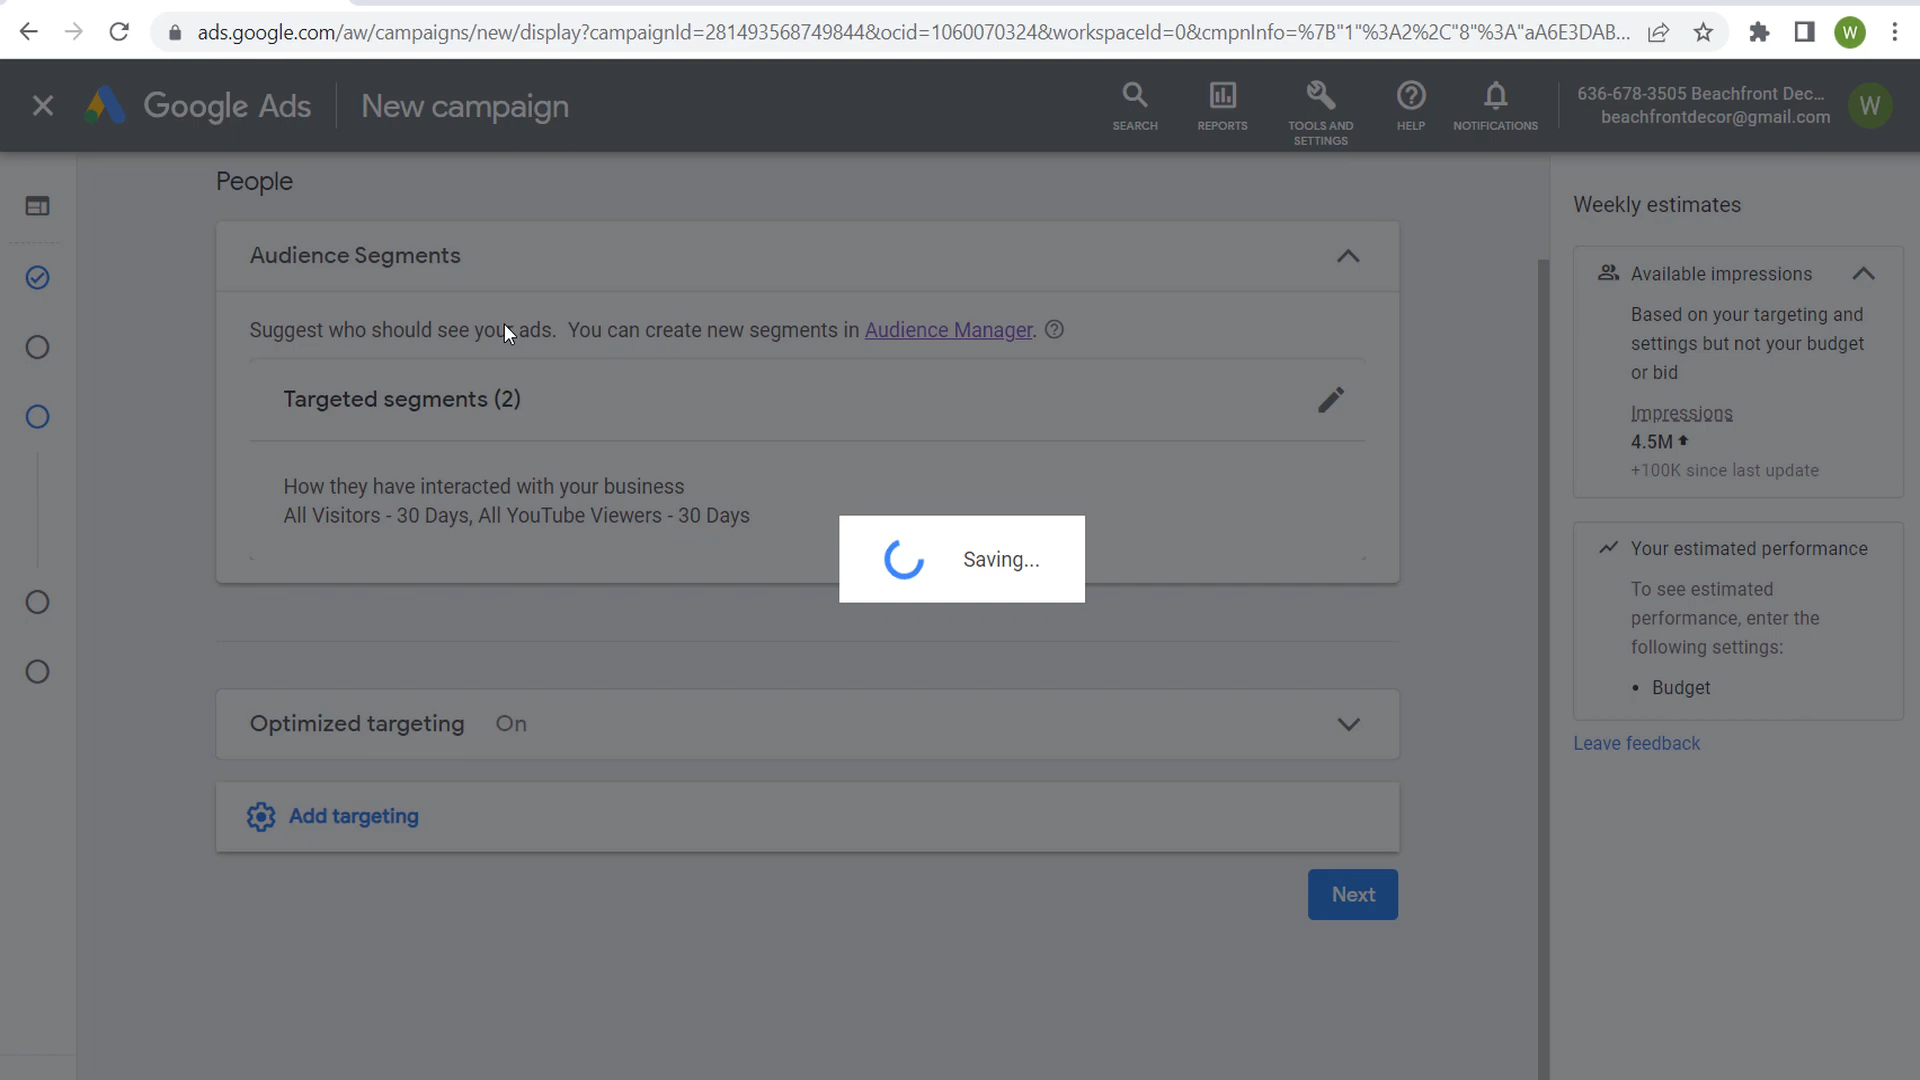 ads.google.com/aw/campaigns/new/display?campaignId=281493568749844&ocid=1060070324&workspaceId=0&cmpnInfo=%7B"1"%3A2%2C"8"%3A"aA6E3DAB...
W
Google Ads
New campaign
SEARCH
REPORTS
TOOLS AND
SETTINGS
HELP
NOTIFICATIONS
636-678-3505 Beachfront Dec...
beachfrontdecor@gmail.com
W
People
Audience Segments
Suggest who should see your ads. You can create new segments in Audience Manager.
Targeted segments (2)
How they have interacted with your business
All Visitors - 30 Days, All YouTube Viewers - 30 Days
Saving...
Optimized targeting On
Add targeting
Next
Weekly estimates
Available impressions
Based on your targeting and
settings but not your budget
or bid
Impressions
4.5M
+100K since last update
Your estimated performance
To see estimated
performance, enter the
following settings:
• Budget
Leave feedback